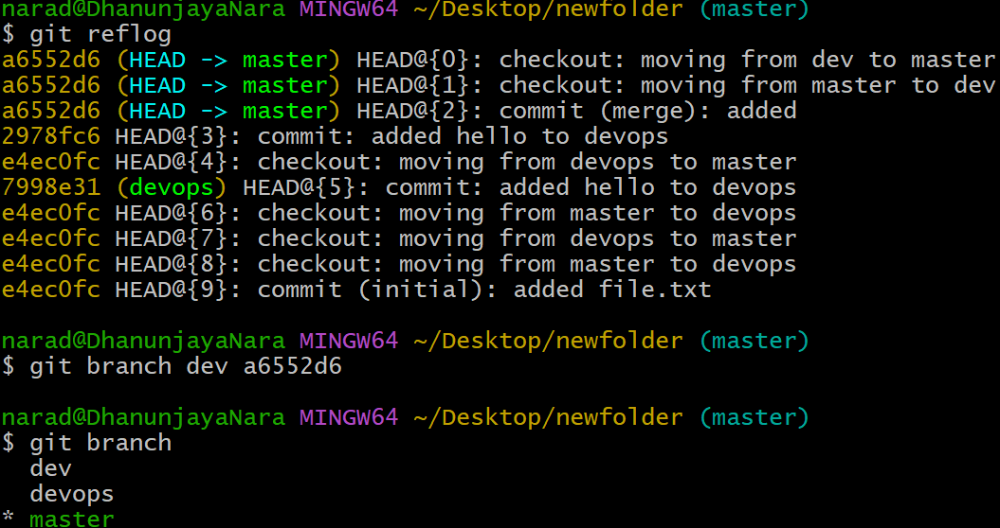 narad@DhanunjayaNara MINGW64 ~/Desktop/newfolder (master)
$ git reflog
a6552d6 (HEAD -> master) HEAD@{0}: checkout: moving from dev to master
a6552d6 (HEAD -> master) HEAD@{1}: checkout: moving from master to dev
a6552d6 (HEAD -> master) HEAD@{2}: commit (merge): added
2978fc6 HEAD@{3}: commit: added hello to devops
e4ec0fc HEAD@{4}: checkout: moving from devops to master
7998e31 (devops) HEAD@{5}: commit: added hello to devops
e4ec0fc HEAD@{6}: checkout: moving from master to devops
e4ec0fc HEAD@{7}: checkout: moving from devops to master
e4ec0fc HEAD@{8}: checkout: moving from master to devops
e4ec0fc HEAD@{9}: commit (initial): added file.txt
narad@DhanunjayaNara MINGW64 ~/Desktop/newfolder (master)
$ git branch dev a6552d6
narad@DhanunjayaNara MINGW64 ~/Desktop/newfolder (master)
$ git branch
  dev
  devops
* master